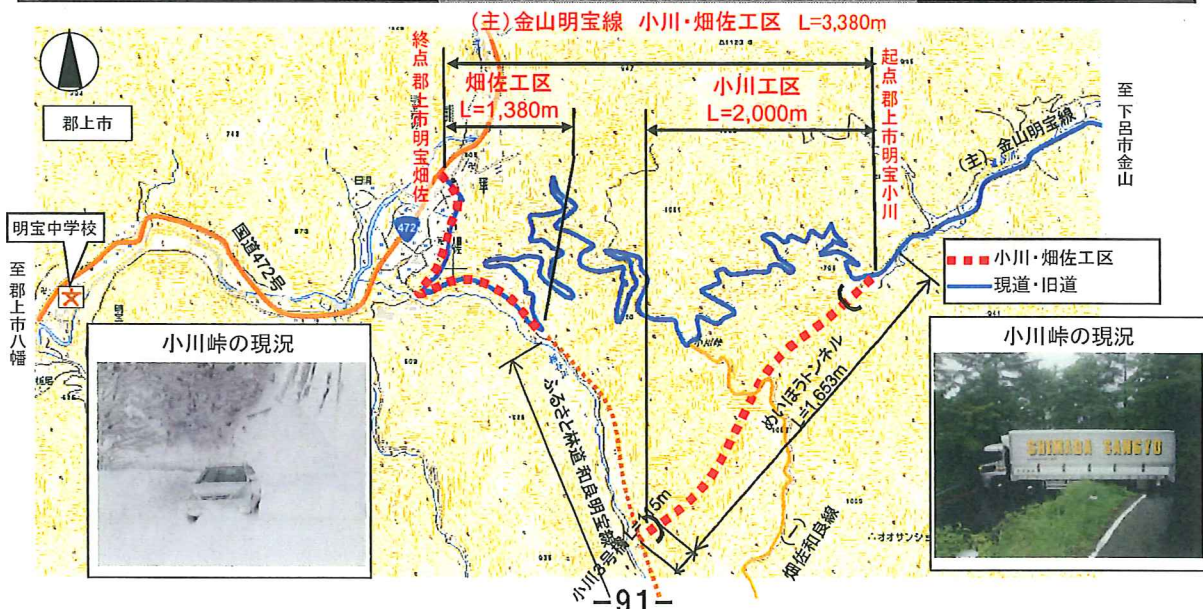 (主)金山明宝線 小川・畑佐工区 L=3,380m
終点 郡上市明宝畑佐
畑佐工区
L=1,380m
小川工区
L=2,000m
起点 郡上市明宝小川
至 下呂市金山
(主)金山明宝線
郡上市
明宝中学校
至 郡上市八幡
国道472号
472
小川・畑佐工区
現道・旧道
小川峠
めいほうトンネル
L=1,653m
ふるさと林道 和良明宝線
小川3号橋
(一)畑佐和良線
小川峠の現況
小川峠の現況
SHIMADA SANGYO
-91-